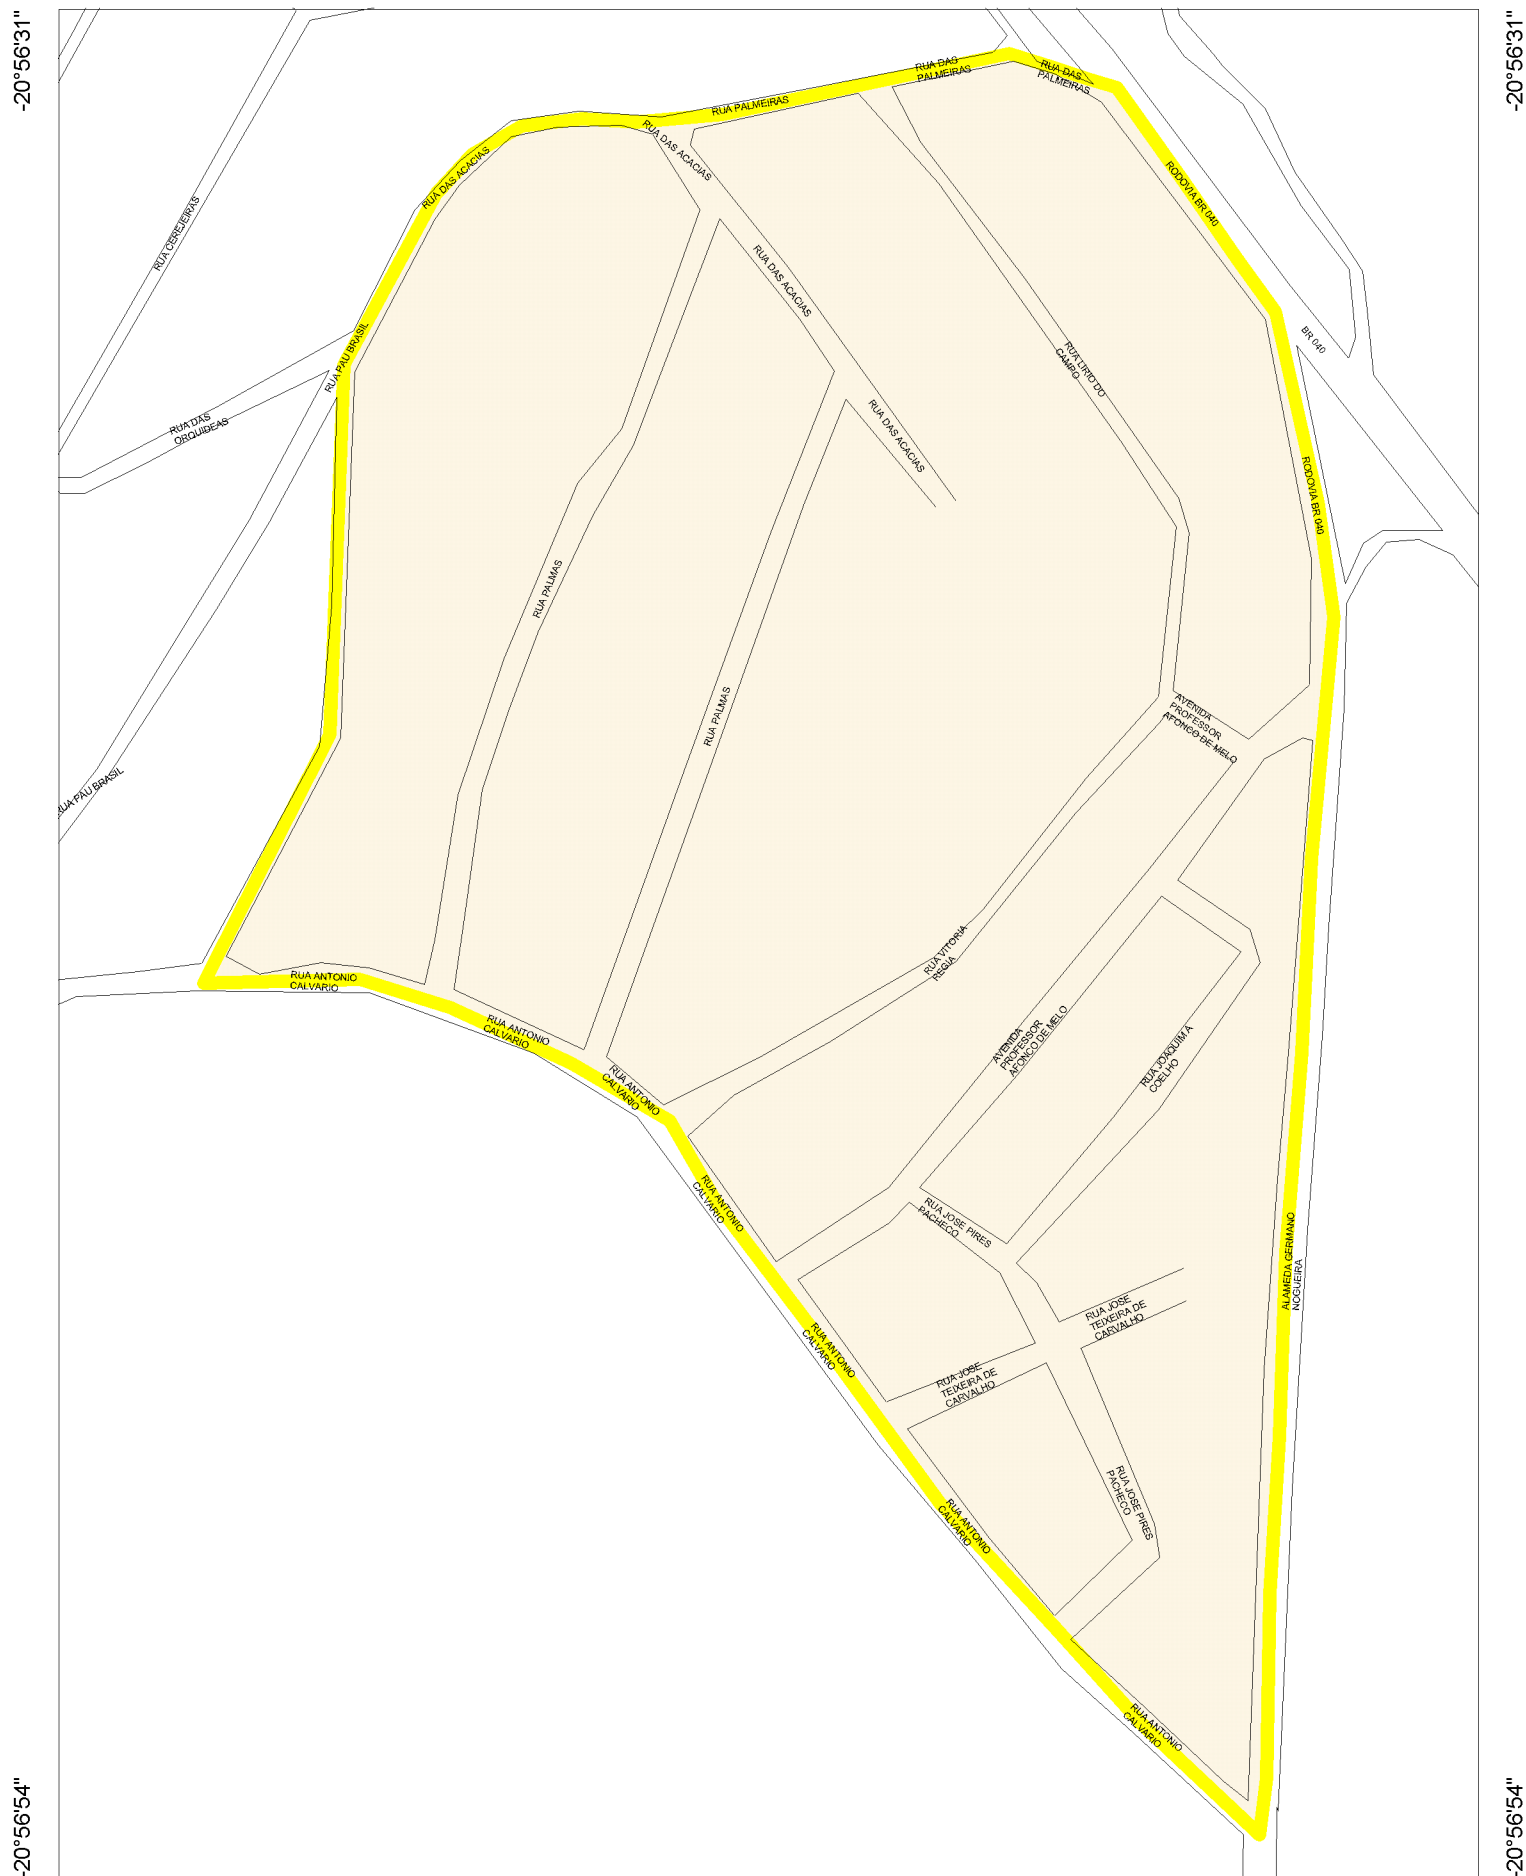 -20°56'31"
-20°56'31"
RUA DAS
PALMEIRAS
RUA DAS
PALMEIRAS
RUA PALMEIRAS
RUA DAS ACACIAS
RUA DAS ACACIAS
RODOVIA BR 040
RUA CEREJEIRAS
RUA DAS ACACIAS
RUA PAU BRASIL
BR 040
RUA LIRIO DO
CAMPO
RUA DAS
ORQUIDEAS
RUA DAS ACACIAS
RODOVIA BR 040
RUA PALMAS
RUA PALMAS
AVENIDA
PROFESSOR
AFONCO DE MELO
RUA PAU BRASIL
RUA VITORIA
REGIA
RUA ANTONIO
CALVARIO
RUA ANTONIO
CALVARIO
AVENIDA
PROFESSOR
AFONCO DE MELO
RUA JOAQUIM A
COELHO
RUA ANTONIO
CALVARIO
RUA ANTONIO
CALVARIO
RUA JOSE PIRES
PACHECO
ALAMEDA GERMANO
NOGUEIRA
RUA JOSE
TEIXEIRA DE
CARVALHO
RUA ANTONIO
CALVARIO
RUA JOSE
TEIXEIRA DE
CARVALHO
RUA JOSE PIRES
PACHECO
RUA ANTONIO
CALVARIO
RUA ANTONIO
CALVARIO
-20°56'54"
-20°56'54"